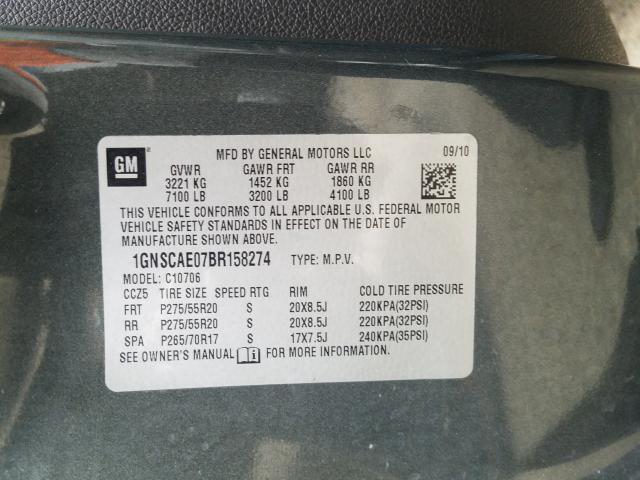 GM
MFD BY GENERAL MOTORS LLC 09/10
GVWR GAWR FRT GAWR RR
3221 KG 1452 KG 1860 KG
7100 LB 3200 LB 4100 LB
THIS VEHICLE CONFORMS TO ALL APPLICABLE U.S. FEDERAL MOTOR
VEHICLE SAFETY STANDARDS IN EFFECT ON THE DATE OF
MANUFACTURE SHOWN ABOVE.
1GNSCAE07BR158274 TYPE: M.P.V.
MODEL: C10706
CCZ5 TIRE SIZE SPEED RTG RIM COLD TIRE PRESSURE
FRT P275/55R20 S 20X8.5J 220KPA(32PSI)
RR P275/55R20 S 20X8.5J 220KPA(32PSI)
SPA P265/70R17 S 17X7.5J 240KPA(35PSI)
SEE OWNER'S MANUAL FOR MORE INFORMATION.